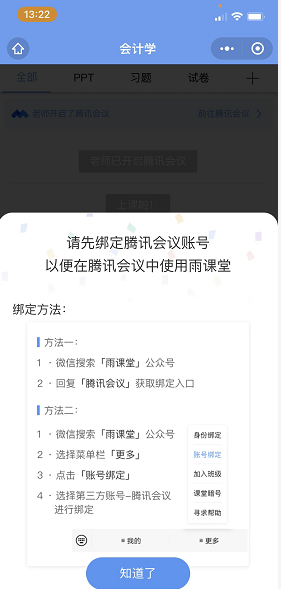 13:22
会计学
全部 PPT 习题 试卷
老师开启了腾讯会议 前往腾讯会议
老师已开启腾讯会议
上课啦！
请先绑定腾讯会议账号
以便在腾讯会议中使用雨课堂
绑定方法：
方法一：
1 · 微信搜索「雨课堂」公众号
2 · 回复「腾讯会议」获取绑定入口
方法二：
1 · 微信搜索「雨课堂」公众号
2 · 选择菜单栏「更多」
3 · 点击「账号绑定」
4 · 选择第三方账号-腾讯会议
进行绑定
身份绑定
账号绑定
加入班级
课堂暗号
寻求帮助
≡ 我的 ≡ 更多
知道了